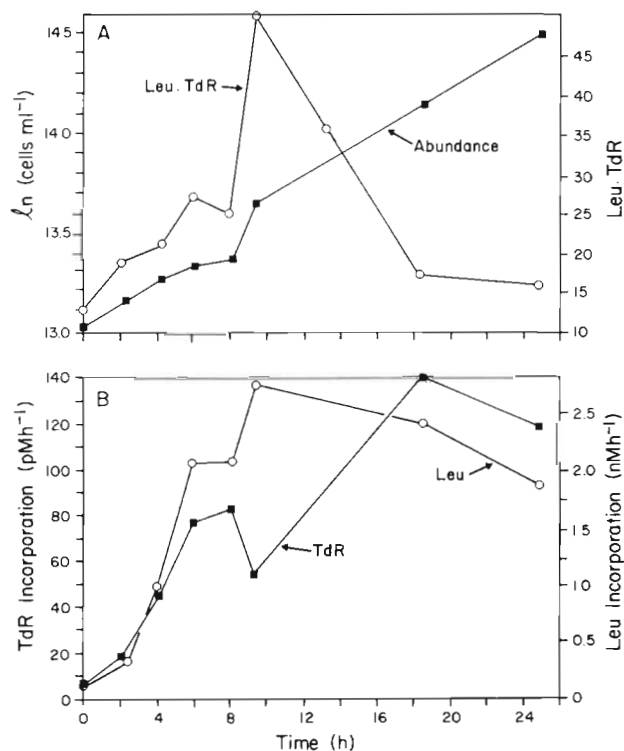 A
14.5
14.0
13.5
13.0
ln (cells ml⁻¹)
Leu:TdR
Abundance
45
40
35
30
25
20
15
10
Leu:TdR
B
140
120
100
80
60
40
20
0
TdR Incorporation (pMh⁻¹)
Leu
TdR
2.5
2.0
1.5
1.0
0.5
0
Leu Incorporation (nMh⁻¹)
0 4 8 12 16 20 24
Time (h)